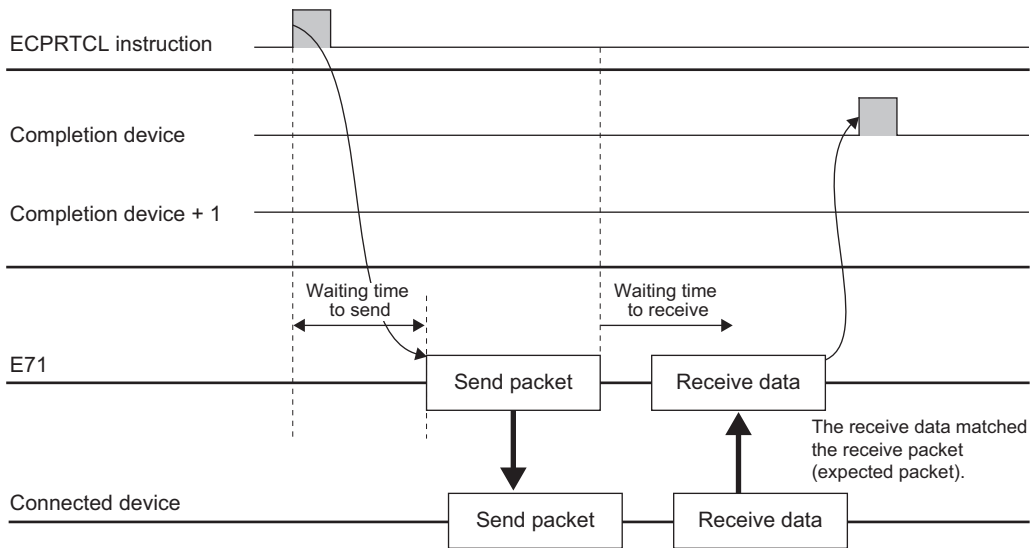 ECPRTCL instruction
Completion device
Completion device + 1
Waiting time
to send
Waiting time
to receive
E71
Send packet
Receive data
The receive data matched
the receive packet
(expected packet).
Connected device
Send packet
Receive data